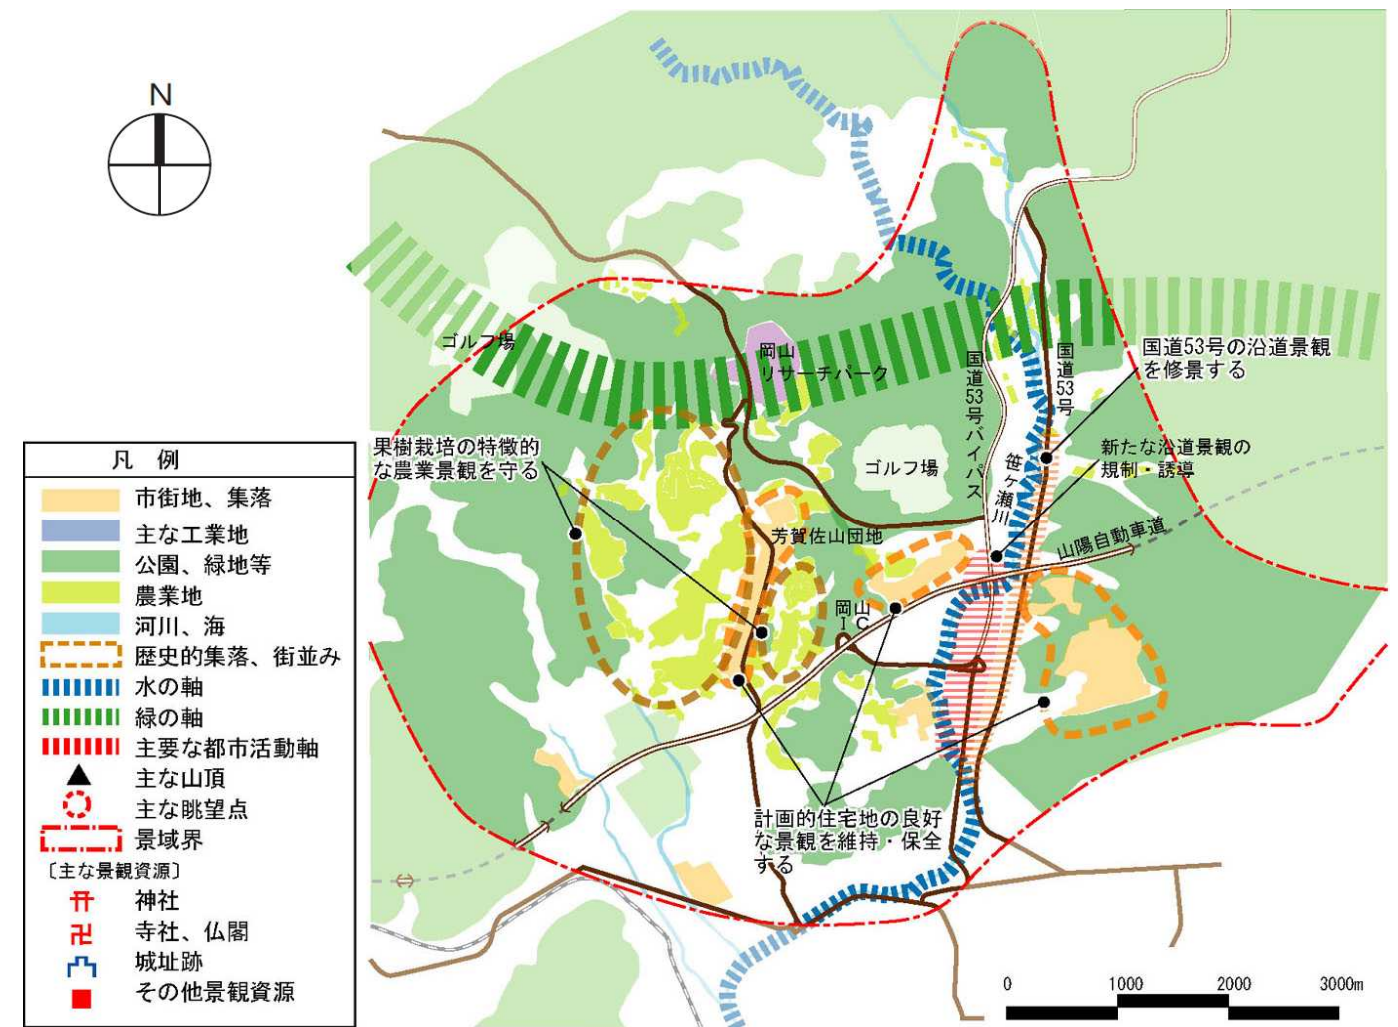 N
凡 例
市街地、集落
主な工業地
公園、緑地等
農業地
河川、海
歴史的集落、街並み
水の軸
緑の軸
主要な都市活動軸
主な山頂
主な眺望点
景域界
〔主な景観資源〕
神社
寺社、仏閣
城址跡
その他景観資源
ゴルフ場
岡山
リサーチパーク
国道53号バイパス
国道53号
国道53号の沿道景観
を修景する
果樹栽培の特徴的
な農業景観を守る
ゴルフ場
笹ヶ瀬川
新たな沿道景観の
規制・誘導
芳賀佐山団地
山陽自動車道
岡山
IC
計画的住宅地の良好
な景観を維持・保全
する
0 1000 2000 3000m